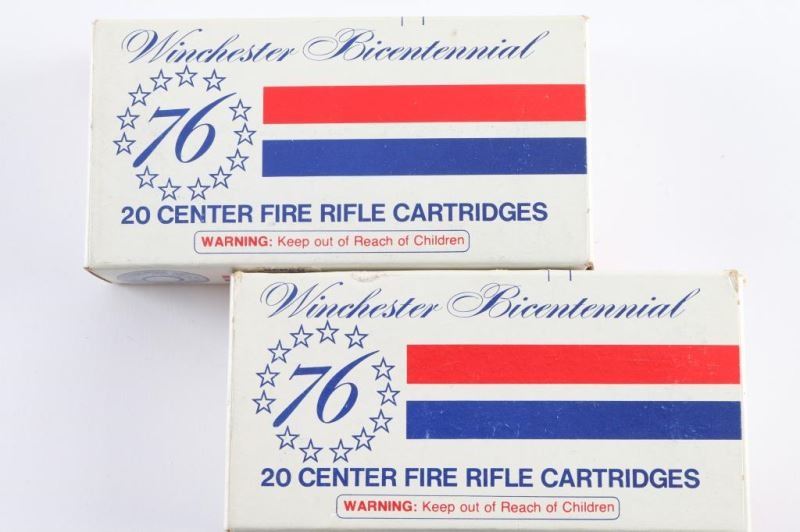 Winchester Bicentennial
76
20 CENTER FIRE RIFLE CARTRIDGES
WARNING: Keep out of Reach of Children
Winchester Bicentennial
76
20 CENTER FIRE RIFLE CARTRIDGES
WARNING: Keep out of Reach of Children